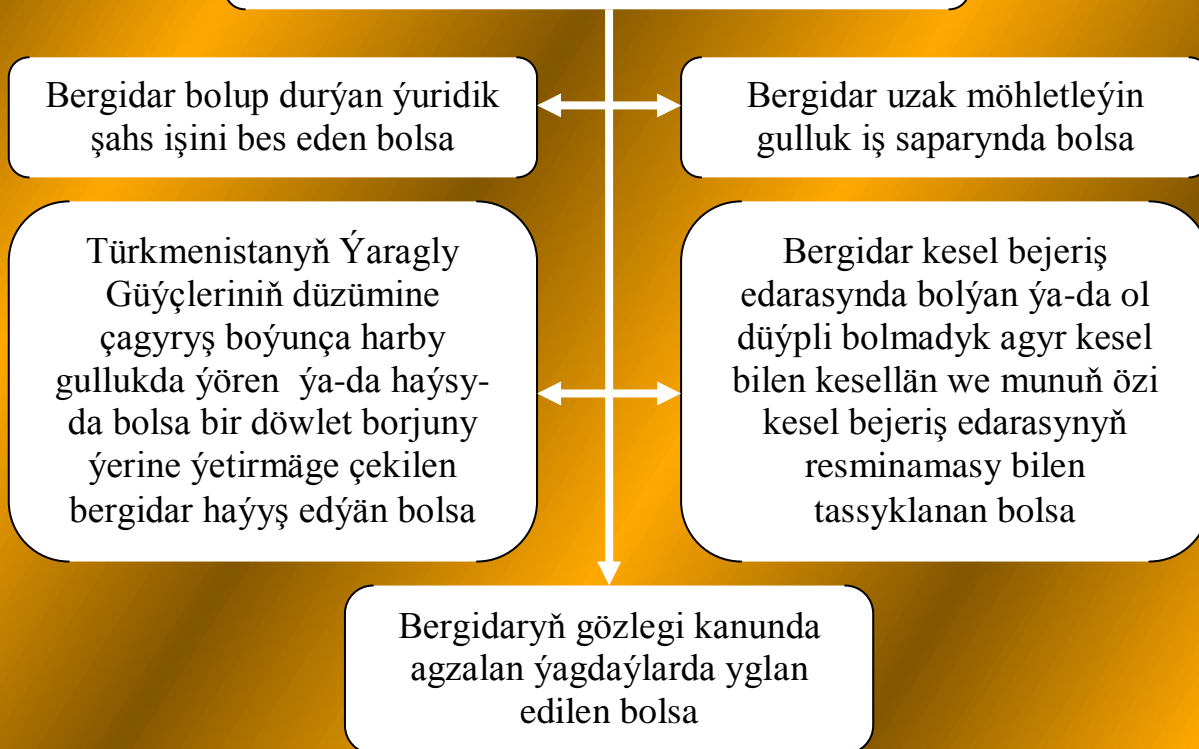 Bergidar bolup durýan ýuridik
şahs işini bes eden bolsa
Bergidar uzak möhletleýin
gulluk iş saparynda bolsa
Türkmenistanyň Ýaragly
Güýçleriniň düzümine
çagyryş boýunça harby
gullukda ýören ýa-da haýsy-
da bolsa bir döwlet borjuny
ýerine ýetirmäge çekilen
bergidar haýyş edýän bolsa
Bergidar kesel bejeriş
edarasynda bolýan ýa-da ol
düýpli bolmadyk agyr kesel
bilen kesellän we munuň özi
kesel bejeriş edarasynyň
resminamasy bilen
tassyklanan bolsa
Bergidaryň gözlegi kanunda
agzalan ýagdaýlarda yglan
edilen bolsa